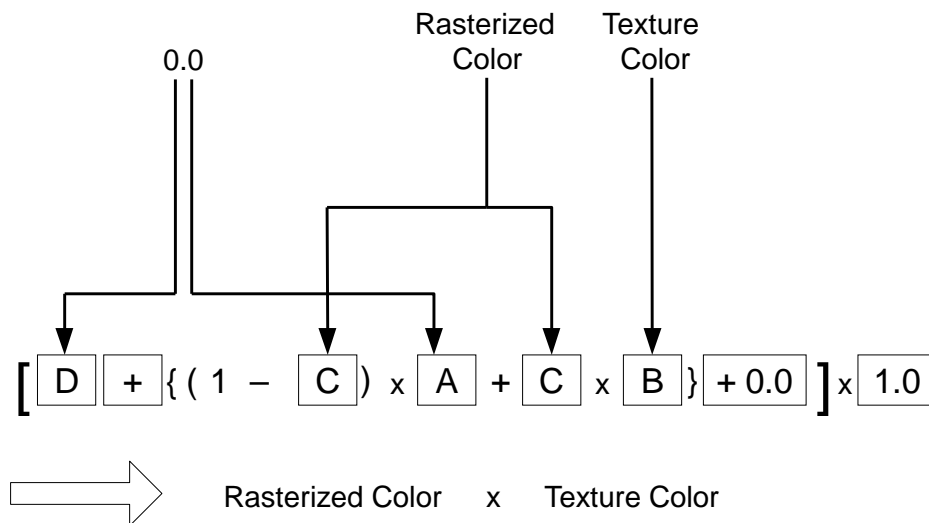 Rasterized Color
Texture Color
0.0
[ D + { ( 1 – C ) x A + C x B } + 0.0 ] x 1.0
Rasterized Color x Texture Color